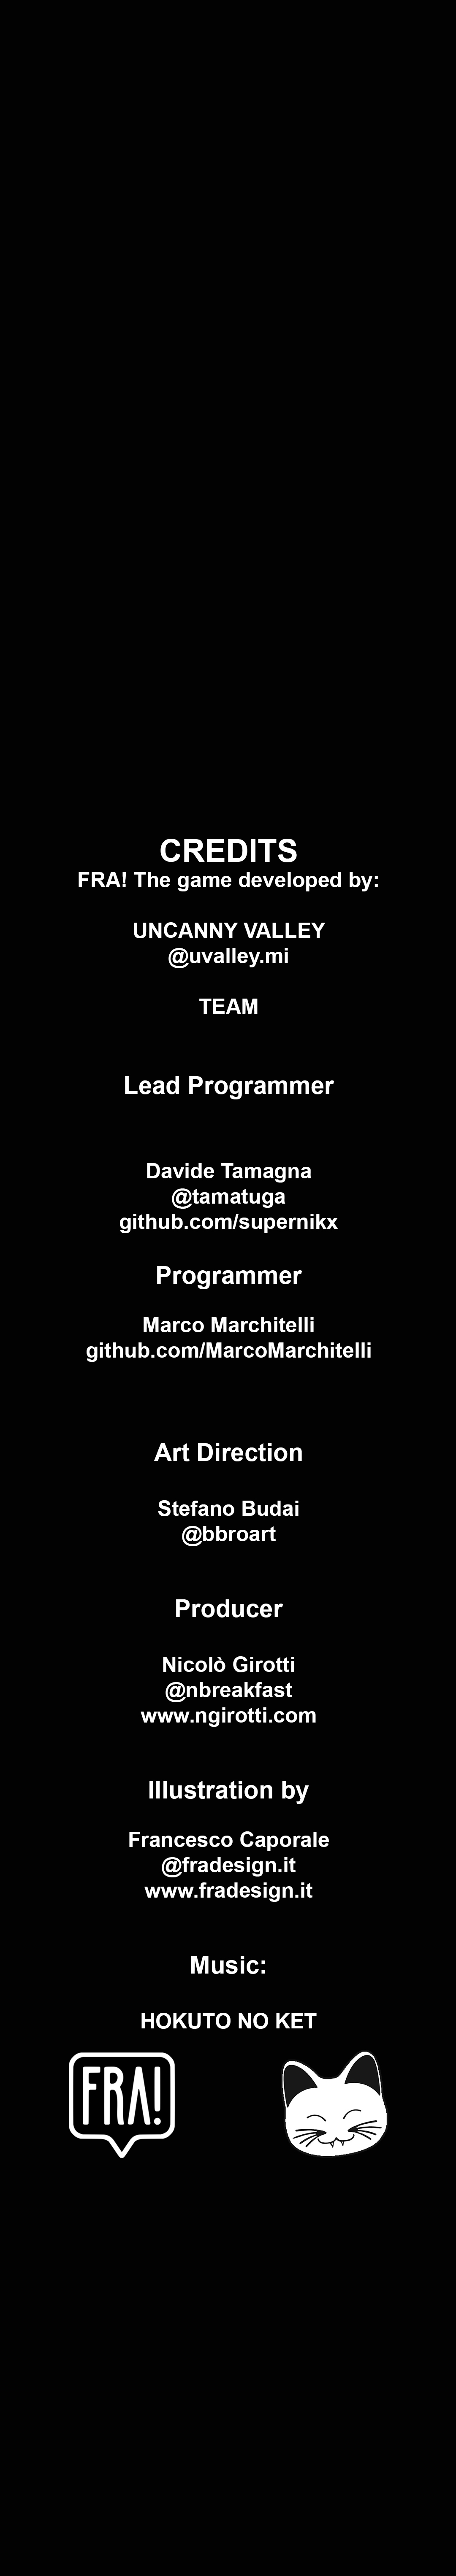 CREDITS
FRA! The game developed by:
UNCANNY VALLEY
@uvalley.mi
TEAM
Lead Programmer
Davide Tamagna
@tamatuga
github.com/supernikx
Programmer
Marco Marchitelli
github.com/MarcoMarchitelli
Art Direction
Stefano Budai
@bbroart
Producer
Nicolò Girotti
@nbreakfast
www.ngirotti.com
Illustration by
Francesco Caporale
@fradesign.it
www.fradesign.it
Music:
HOKUTO NO KET
FRA!